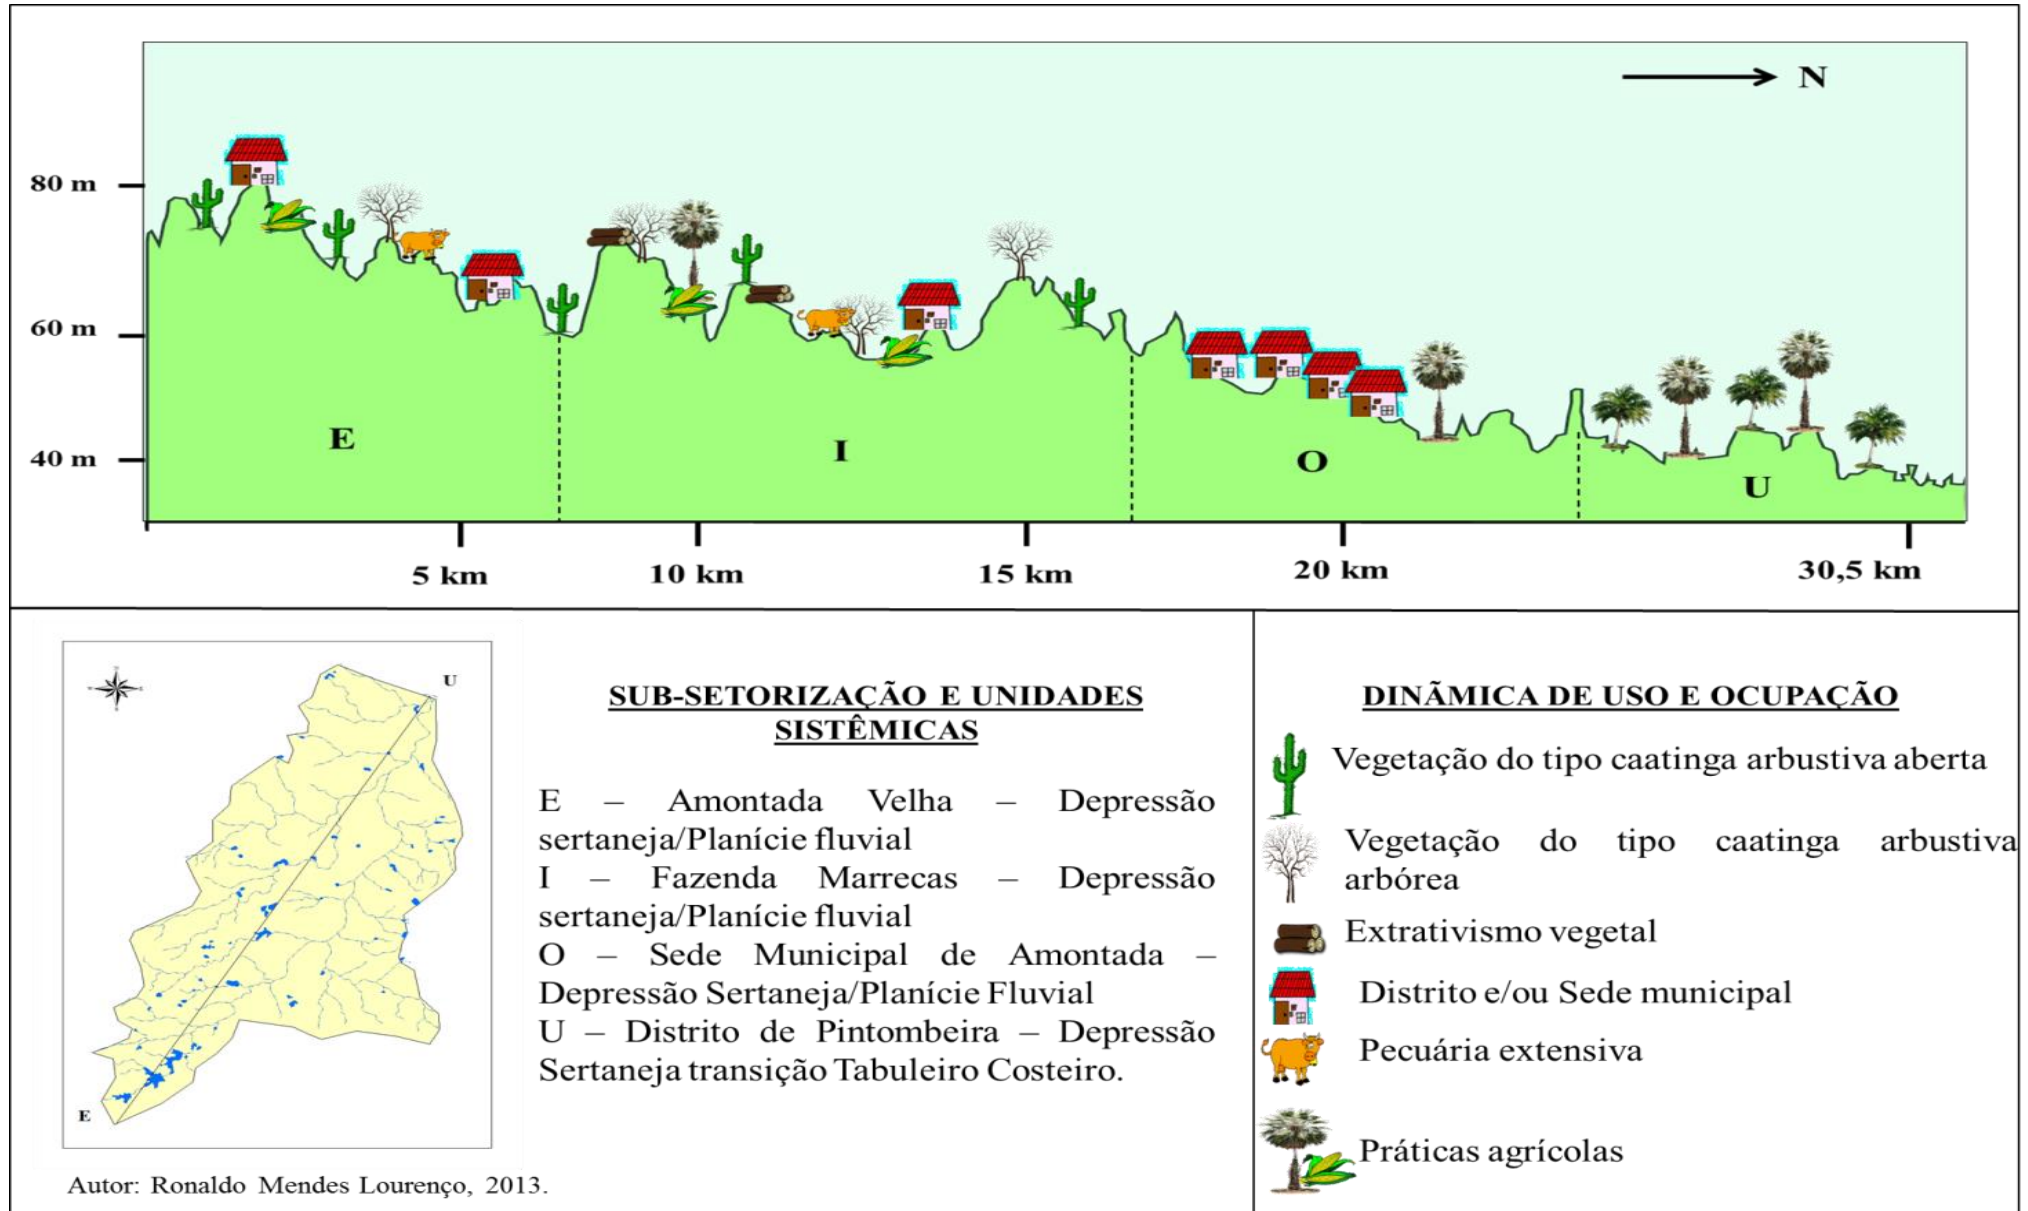 N
80 m
60 m
40 m
E
I
O
U
5 km
10 km
15 km
20 km
30,5 km
U
E
Autor: Ronaldo Mendes Lourenço, 2013.
SUB-SETORIZAÇÃO E UNIDADES
SISTÊMICAS
E – Amontada Velha – Depressão
sertaneja/Planície fluvial
I – Fazenda Marrecas – Depressão
sertaneja/Planície fluvial
O – Sede Municipal de Amontada –
Depressão Sertaneja/Planície Fluvial
U – Distrito de Pintombeira – Depressão
Sertaneja transição Tabuleiro Costeiro.
DINÃMICA DE USO E OCUPAÇÃO
Vegetação do tipo caatinga arbustiva aberta
Vegetação do tipo caatinga arbustiva
arbórea
Extrativismo vegetal
Distrito e/ou Sede municipal
Pecuária extensiva
Práticas agrícolas